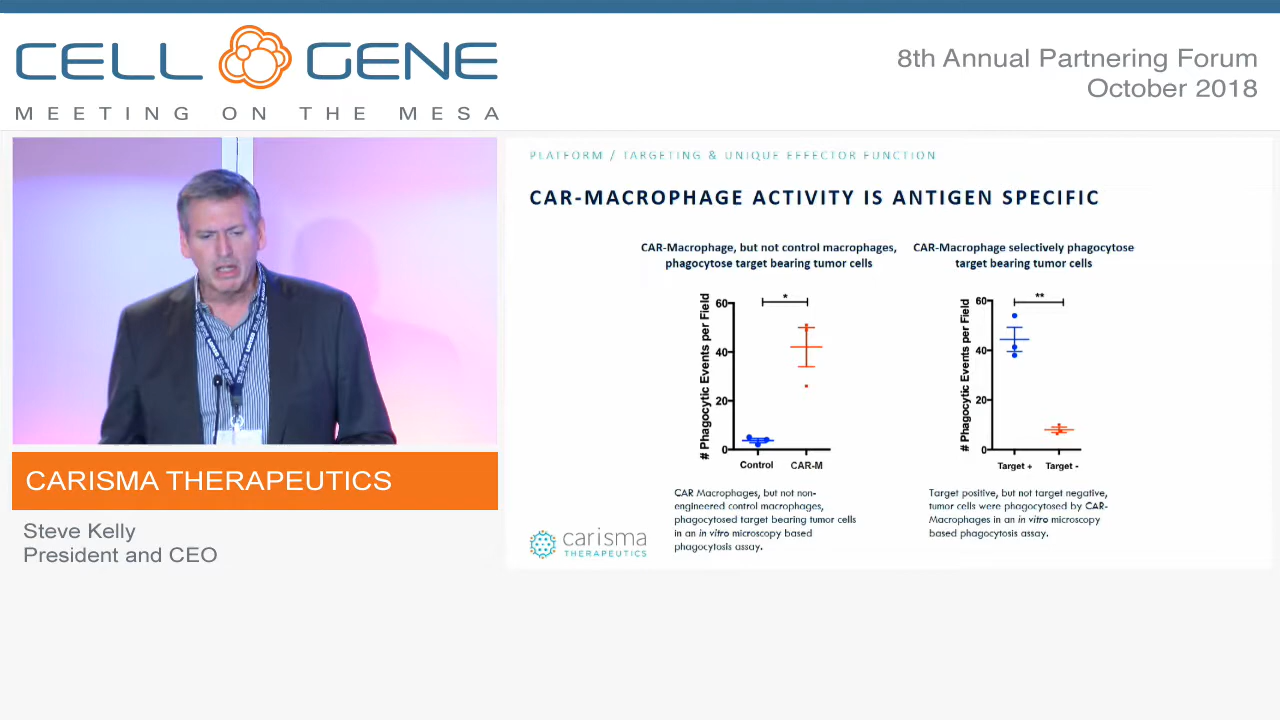 CELL GENE
MEETING ON THE MESA
8th Annual Partnering Forum
October 2018
CARISMA THERAPEUTICS
Steve Kelly
President and CEO
PLATFORM / TARGETING & UNIQUE EFFECTOR FUNCTION
CAR-MACROPHAGE ACTIVITY IS ANTIGEN SPECIFIC
CAR-Macrophage, but not control macrophages,
phagocytose target bearing tumor cells
# Phagocytic Events per Field
60
40
20
0
*
Control
CAR-M
CAR Macrophages, but not non-
engineered control macrophages,
phagocytosed target bearing tumor cells
in an in vitro microscopy based
phagocytosis assay.
CAR-Macrophage selectively phagocytose
target bearing tumor cells
# Phagocytic Events per Field
60
40
20
0
**
Target +
Target -
Target positive, but not target negative,
tumor cells were phagocytosed by CAR-
Macrophages in an in vitro microscopy
based phagocytosis assay.
carisma
THERAPEUTICS